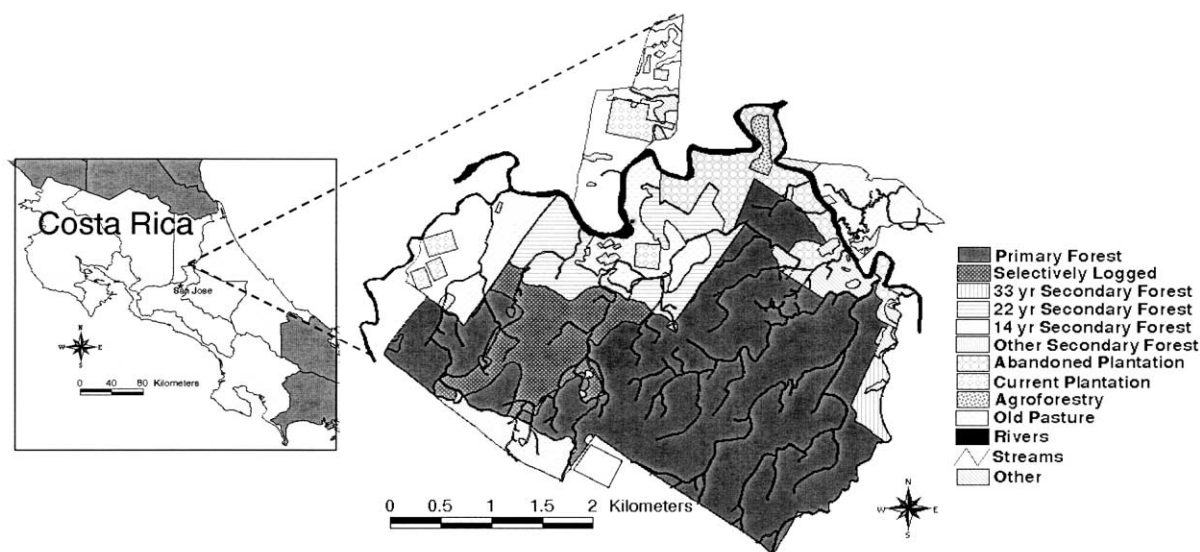 Costa Rica
San Jose
N
W E
S
0 40 80 Kilometers
Primary Forest
Selectively Logged
33 yr Secondary Forest
22 yr Secondary Forest
14 yr Secondary Forest
Other Secondary Forest
Abandoned Plantation
Current Plantation
Agroforestry
Old Pasture
Rivers
Streams
Other
0 0.5 1 1.5 2 Kilometers
N
W E
S